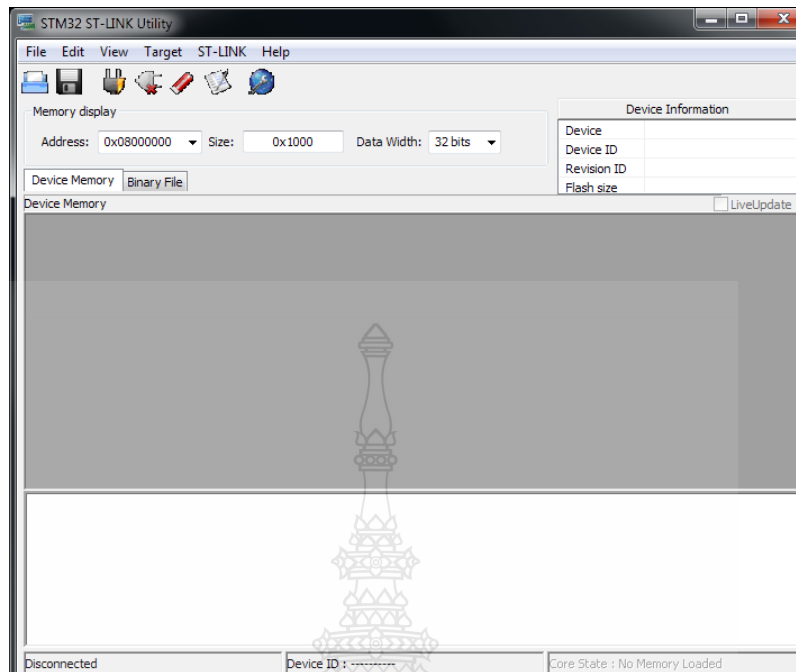 STM32 ST-LINK Utility
File Edit View Target ST-LINK Help
Memory display
Address: 0x08000000 Size: 0x1000 Data Width: 32 bits
Device Information
Device
Device ID
Revision ID
Flash size
Device Memory Binary File
Device Memory LiveUpdate
Disconnected Device ID : ---------- Core State : No Memory Loaded